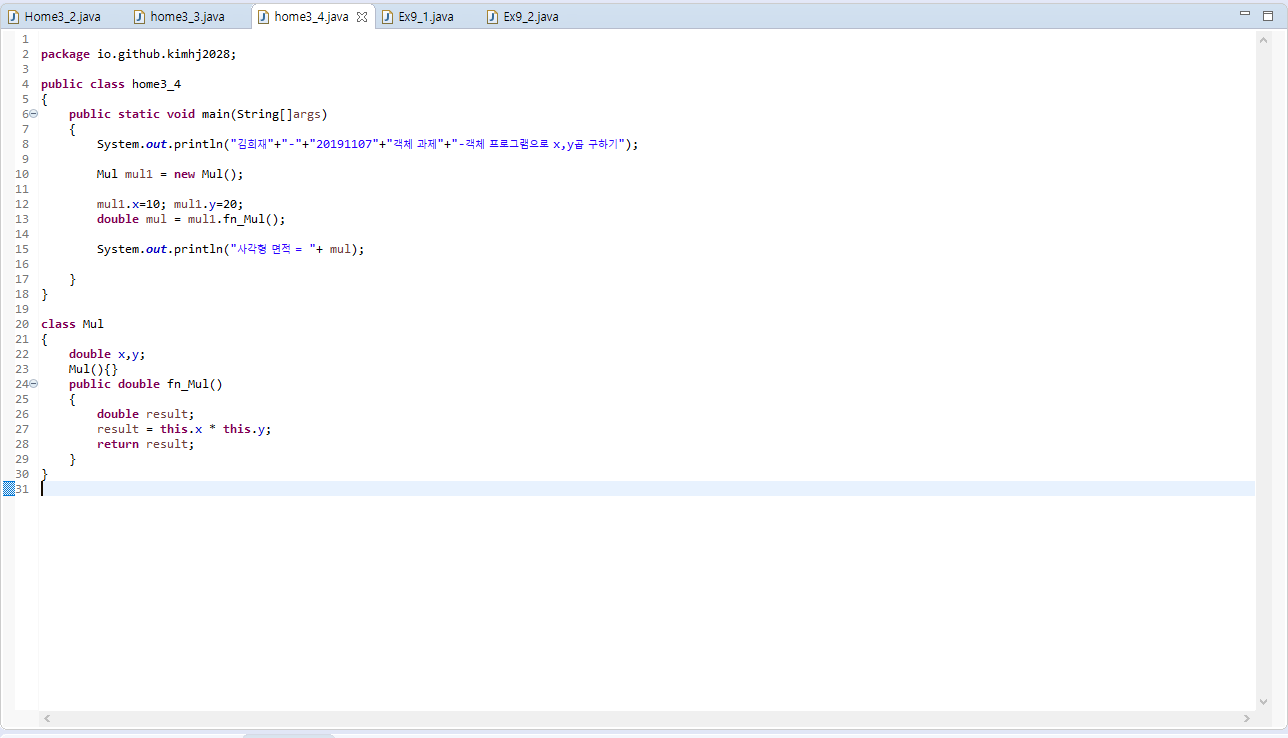 Home3_2.java home3_3.java home3_4.java Ex9_1.java Ex9_2.java
1
2 package io.github.kimhj2028;
3
4 public class home3_4
5 {
6 public static void main(String[]args)
7 {
8 System.out.println("김희재"+"-"+"20191107"+"객체 과제"+"-객체 프로그램으로 x,y곱 구하기");
9
10 Mul mul1 = new Mul();
11
12 mul1.x=10; mul1.y=20;
13 double mul = mul1.fn_Mul();
14
15 System.out.println("사각형 면적 = "+ mul);
16
17 }
18 }
19
20 class Mul
21 {
22 double x,y;
23 Mul(){}
24 public double fn_Mul()
25 {
26 double result;
27 result = this.x * this.y;
28 return result;
29 }
30 }
31